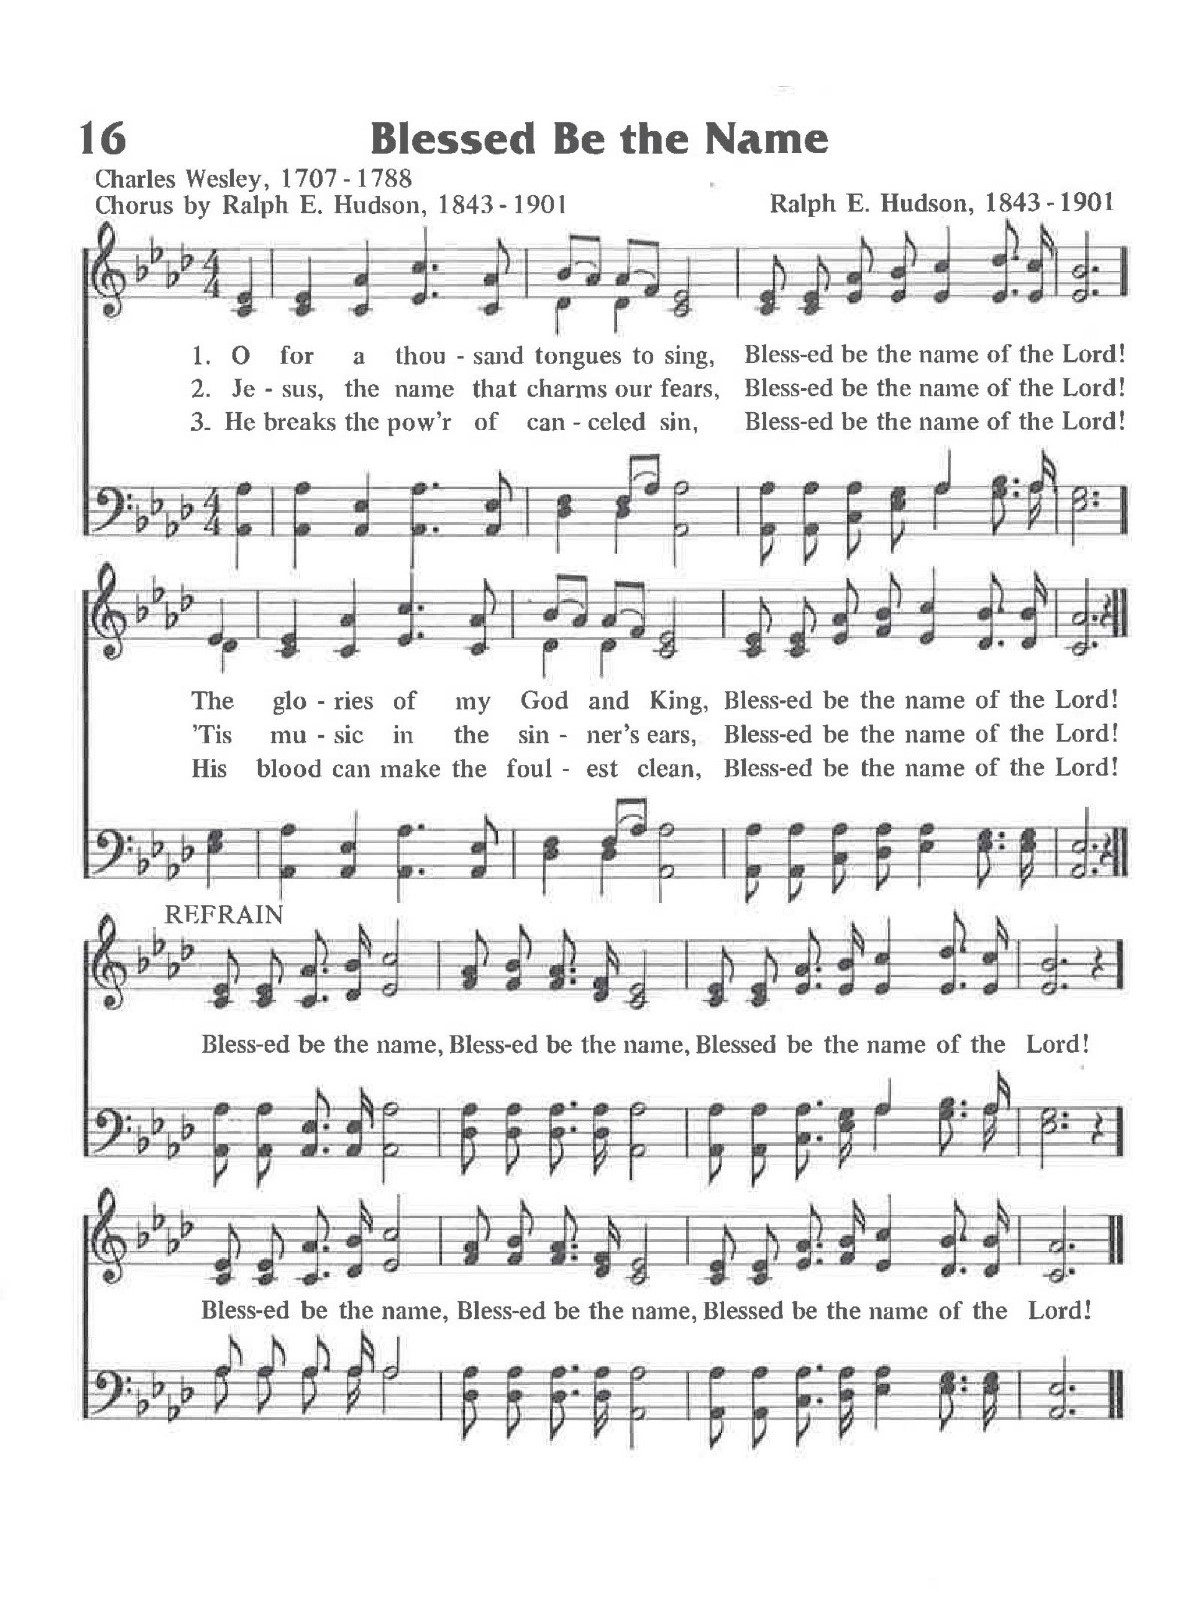 16 Blessed Be the Name
Charles Wesley, 1707-1788
Chorus by Ralph E. Hudson, 1843-1901 Ralph E. Hudson, 1843-1901
1. O for a thou - sand tongues to sing, Bless-ed be the name of the Lord!
2. Je - sus, the name that charms our fears, Bless-ed be the name of the Lord!
3. He breaks the pow'r of can - celed sin, Bless-ed be the name of the Lord!
The glo - ries of my God and King, Bless-ed be the name of the Lord!
'Tis mu - sic in the sin - ner's ears, Bless-ed be the name of the Lord!
His blood can make the foul - est clean, Bless-ed be the name of the Lord!
REFRAIN
Bless-ed be the name, Bless-ed be the name, Blessed be the name of the Lord!
Bless-ed be the name, Bless-ed be the name, Blessed be the name of the Lord!